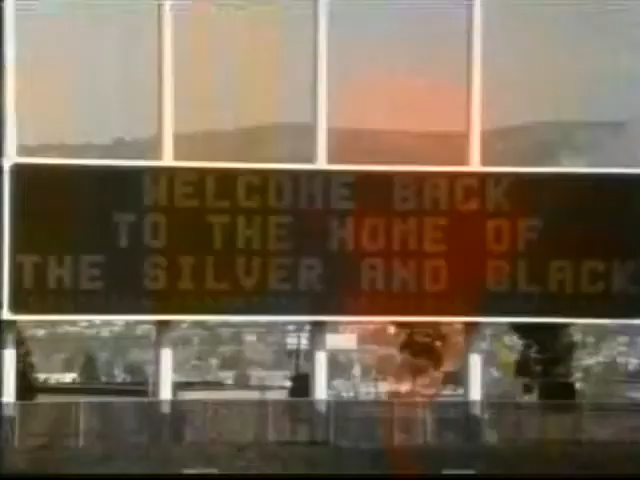 WELCOME BACK
TO THE HOME OF
THE SILVER AND BLACK